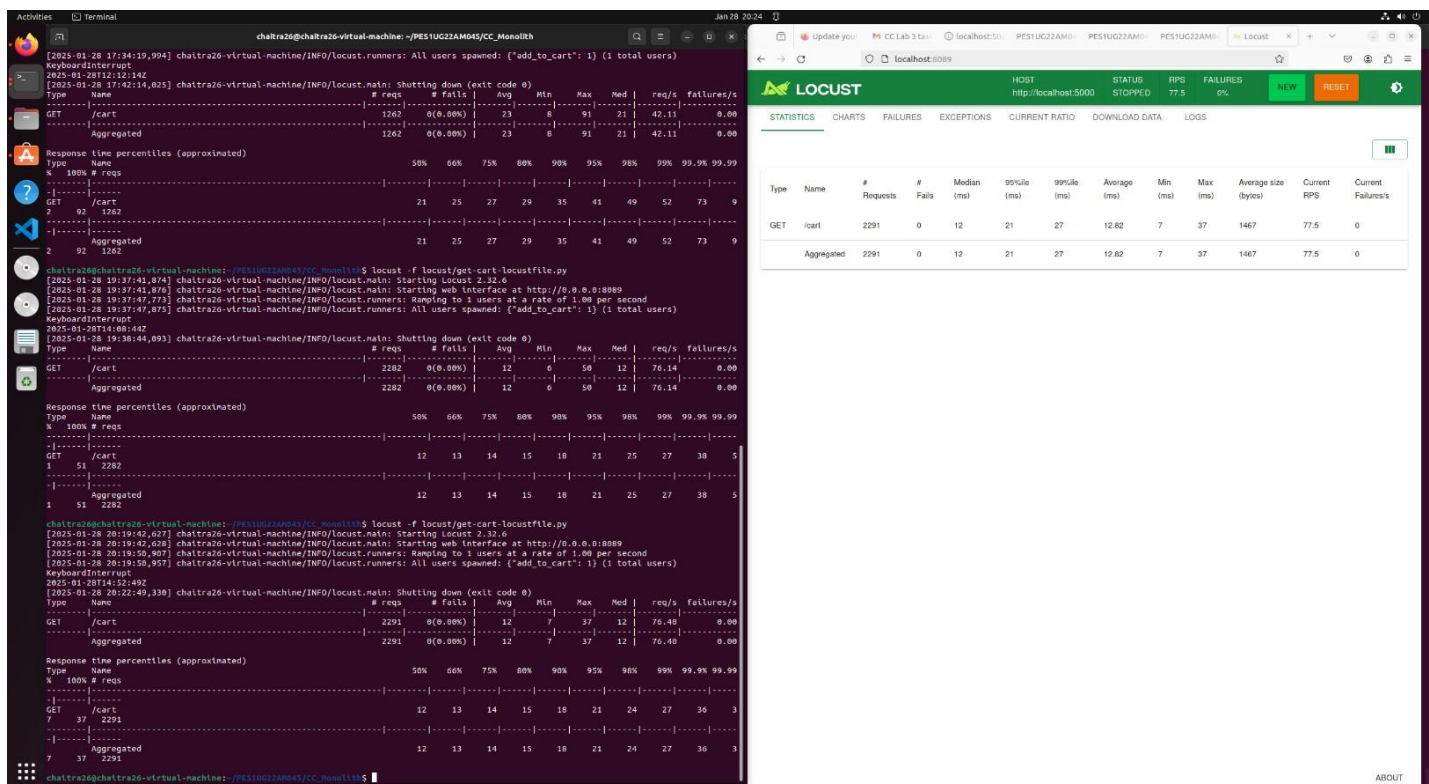 Activities Terminal Jan 28 20:24
chaitra26@chaitra26-virtual-machine: ~/PES1UG22AM045/CC_Monolith
[2025-01-28 17:34:19,994] chaitra26-virtual-machine/INFO/locust.runners: All users spawned: {"add_to_cart": 1} (1 total users)
KeyboardInterrupt
2025-01-28T12:12:14Z
[2025-01-28 17:42:14,025] chaitra26-virtual-machine/INFO/locust.main: Shutting down (exit code 0)
Type Name # reqs # fails | Avg Min Max Med | req/s failures/s
GET /cart 1262 0(0.00%) | 23 8 91 21 | 42.11 0.00
Aggregated 1262 0(0.00%) | 23 8 91 21 | 42.11 0.00
Response time percentiles (approximated)
Type Name 50% 66% 75% 80% 90% 95% 98% 99% 99.9% 99.99
% 100% # reqs
GET /cart 21 25 27 29 35 41 49 52 73 9
2 92 1262
Aggregated 21 25 27 29 35 41 49 52 73 9
2 92 1262
chaitra26@chaitra26-virtual-machine:~/PES1UG22AM045/CC_Monolith$ locust -f locust/get-cart-locustfile.py
[2025-01-28 19:37:41,874] chaitra26-virtual-machine/INFO/locust.main: Starting Locust 2.32.6
[2025-01-28 19:37:41,876] chaitra26-virtual-machine/INFO/locust.main: Starting web interface at http://0.0.0.0:8089
[2025-01-28 19:37:47,773] chaitra26-virtual-machine/INFO/locust.runners: Ramping to 1 users at a rate of 1.00 per second
[2025-01-28 19:37:47,875] chaitra26-virtual-machine/INFO/locust.runners: All users spawned: {"add_to_cart": 1} (1 total users)
KeyboardInterrupt
2025-01-28T14:08:44Z
[2025-01-28 19:38:44,093] chaitra26-virtual-machine/INFO/locust.main: Shutting down (exit code 0)
Type Name # reqs # fails | Avg Min Max Med | req/s failures/s
GET /cart 2282 0(0.00%) | 12 6 50 12 | 76.14 0.00
Aggregated 2282 0(0.00%) | 12 6 50 12 | 76.14 0.00
Response time percentiles (approximated)
Type Name 50% 66% 75% 80% 90% 95% 98% 99% 99.9% 99.99
% 100% # reqs
GET /cart 12 13 14 15 18 21 25 27 38 5
1 51 2282
Aggregated 12 13 14 15 18 21 25 27 38 5
1 51 2282
chaitra26@chaitra26-virtual-machine:~/PES1UG22AM045/CC_Monolith$ locust -f locust/get-cart-locustfile.py
[2025-01-28 20:19:42,627] chaitra26-virtual-machine/INFO/locust.main: Starting Locust 2.32.6
[2025-01-28 20:19:42,628] chaitra26-virtual-machine/INFO/locust.main: Starting web interface at http://0.0.0.0:8089
[2025-01-28 20:19:50,907] chaitra26-virtual-machine/INFO/locust.runners: Ramping to 1 users at a rate of 1.00 per second
[2025-01-28 20:19:50,957] chaitra26-virtual-machine/INFO/locust.runners: All users spawned: {"add_to_cart": 1} (1 total users)
KeyboardInterrupt
2025-01-28T14:52:49Z
[2025-01-28 20:22:49,330] chaitra26-virtual-machine/INFO/locust.main: Shutting down (exit code 0)
Type Name # reqs # fails | Avg Min Max Med | req/s failures/s
GET /cart 2291 0(0.00%) | 12 7 37 12 | 76.40 0.00
Aggregated 2291 0(0.00%) | 12 7 37 12 | 76.40 0.00
Response time percentiles (approximated)
Type Name 50% 66% 75% 80% 90% 95% 98% 99% 99.9% 99.99
% 100% # reqs
GET /cart 12 13 14 15 18 21 24 27 36 3
7 37 2291
Aggregated 12 13 14 15 18 21 24 27 36 3
7 37 2291
chaitra26@chaitra26-virtual-machine:~/PES1UG22AM045/CC_Monolith$
Update your CC Lab 3 localhost:50 PES1UG22AM0 PES1UG22AM0 PES1UG22AM0 Locust
localhost:8089
LOCUST
HOST STATUS RPS FAILURES
http://localhost:5000 STOPPED 77.5 0%
NEW RESET
STATISTICS CHARTS FAILURES EXCEPTIONS CURRENT RATIO DOWNLOAD DATA LOGS
Type Name # Requests # Fails Median (ms) 95%ile (ms) 99%ile (ms) Average (ms) Min (ms) Max (ms) Average size (bytes) Current RPS Current Failures/s
GET /cart 2291 0 12 21 27 12.82 7 37 1467 77.5 0
Aggregated 2291 0 12 21 27 12.82 7 37 1467 77.5 0
ABOUT